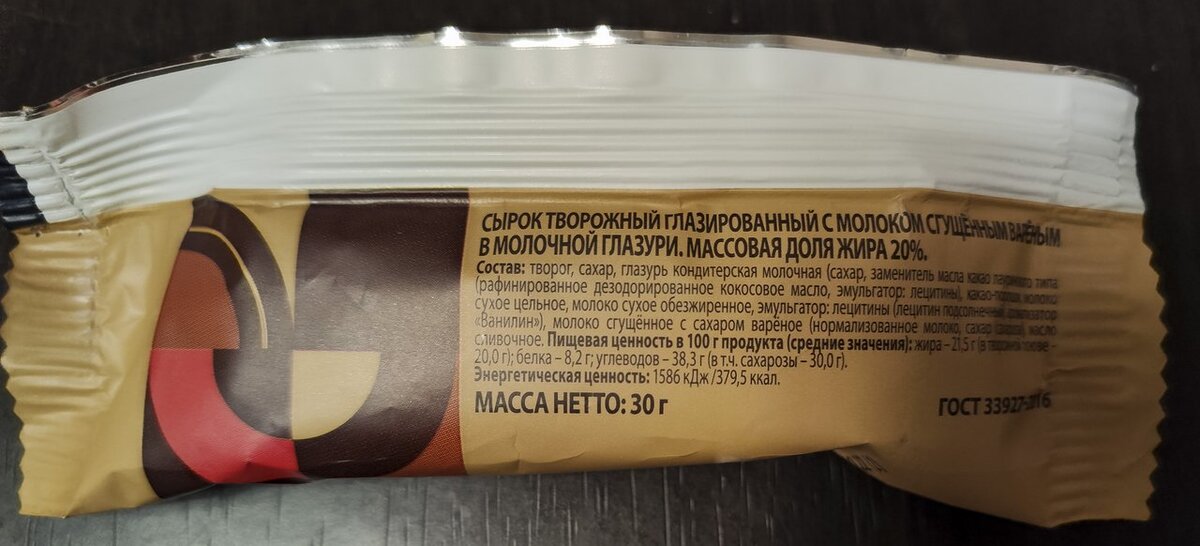 СЫРОК ТВОРОЖНЫЙ ГЛАЗИРОВАННЫЙ С МОЛОКОМ СГУЩЁННЫМ ВАРЁНЫМ
В МОЛОЧНОЙ ГЛАЗУРИ. МАССОВАЯ ДОЛЯ ЖИРА 20%.
Состав: творог, сахар, глазурь кондитерская молочная (сахар, заменитель масла какао лауринового типа
(рафинированное дезодорированное кокосовое масло, эмульгатор: лецитины), какао-порошок, молоко
сухое цельное, молоко сухое обезжиренное, эмульгатор: лецитины (лецитин подсолнечный), ароматизатор
«Ванилин»), молоко сгущённое с сахаром варёное (нормализованное молоко, сахар масло
сливочное. Пищевая ценность в 100 г продукта (средние значения): жира – 21,5 г (в т
20,0 г); белка – 8,2 г; углеводов – 38,3 г (в т.ч. сахарозы – 30,0 г).
Энергетическая ценность: 1586 кДж /379,5 ккал.
МАССА НЕТТО: 30 г
ГОСТ 33927-2016